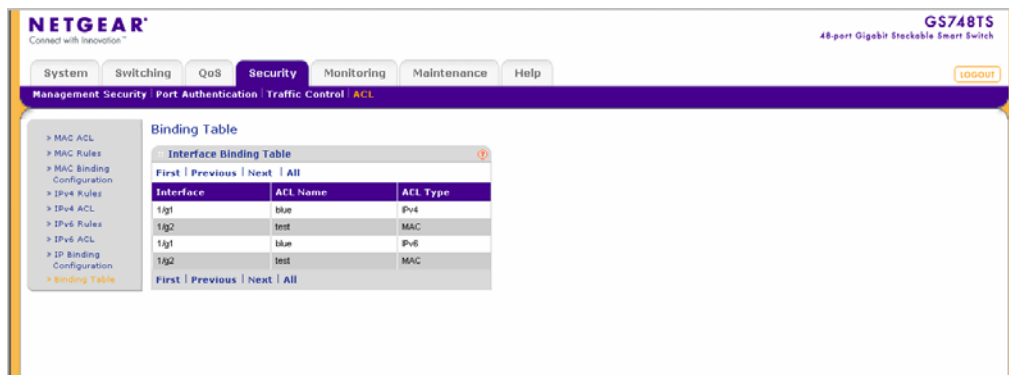 NETGEAR®
Connect with Innovation™
GS748TS
48-port Gigabit Stackable Smart Switch
System Switching QoS Security Monitoring Maintenance Help
LOGOUT
Management Security | Port Authentication | Traffic Control | ACL
» MAC ACL
» MAC Rules
» MAC Binding
Configuration
» IPv4 Rules
» IPv4 ACL
» IPv6 Rules
» IPv6 ACL
» IP Binding
Configuration
» Binding Table
Binding Table
Interface Binding Table ?
First | Previous | Next | All
Interface ACL Name ACL Type
1/g1 blue IPv4
1/g2 test MAC
1/g1 blue IPv6
1/g2 test MAC
First | Previous | Next | All